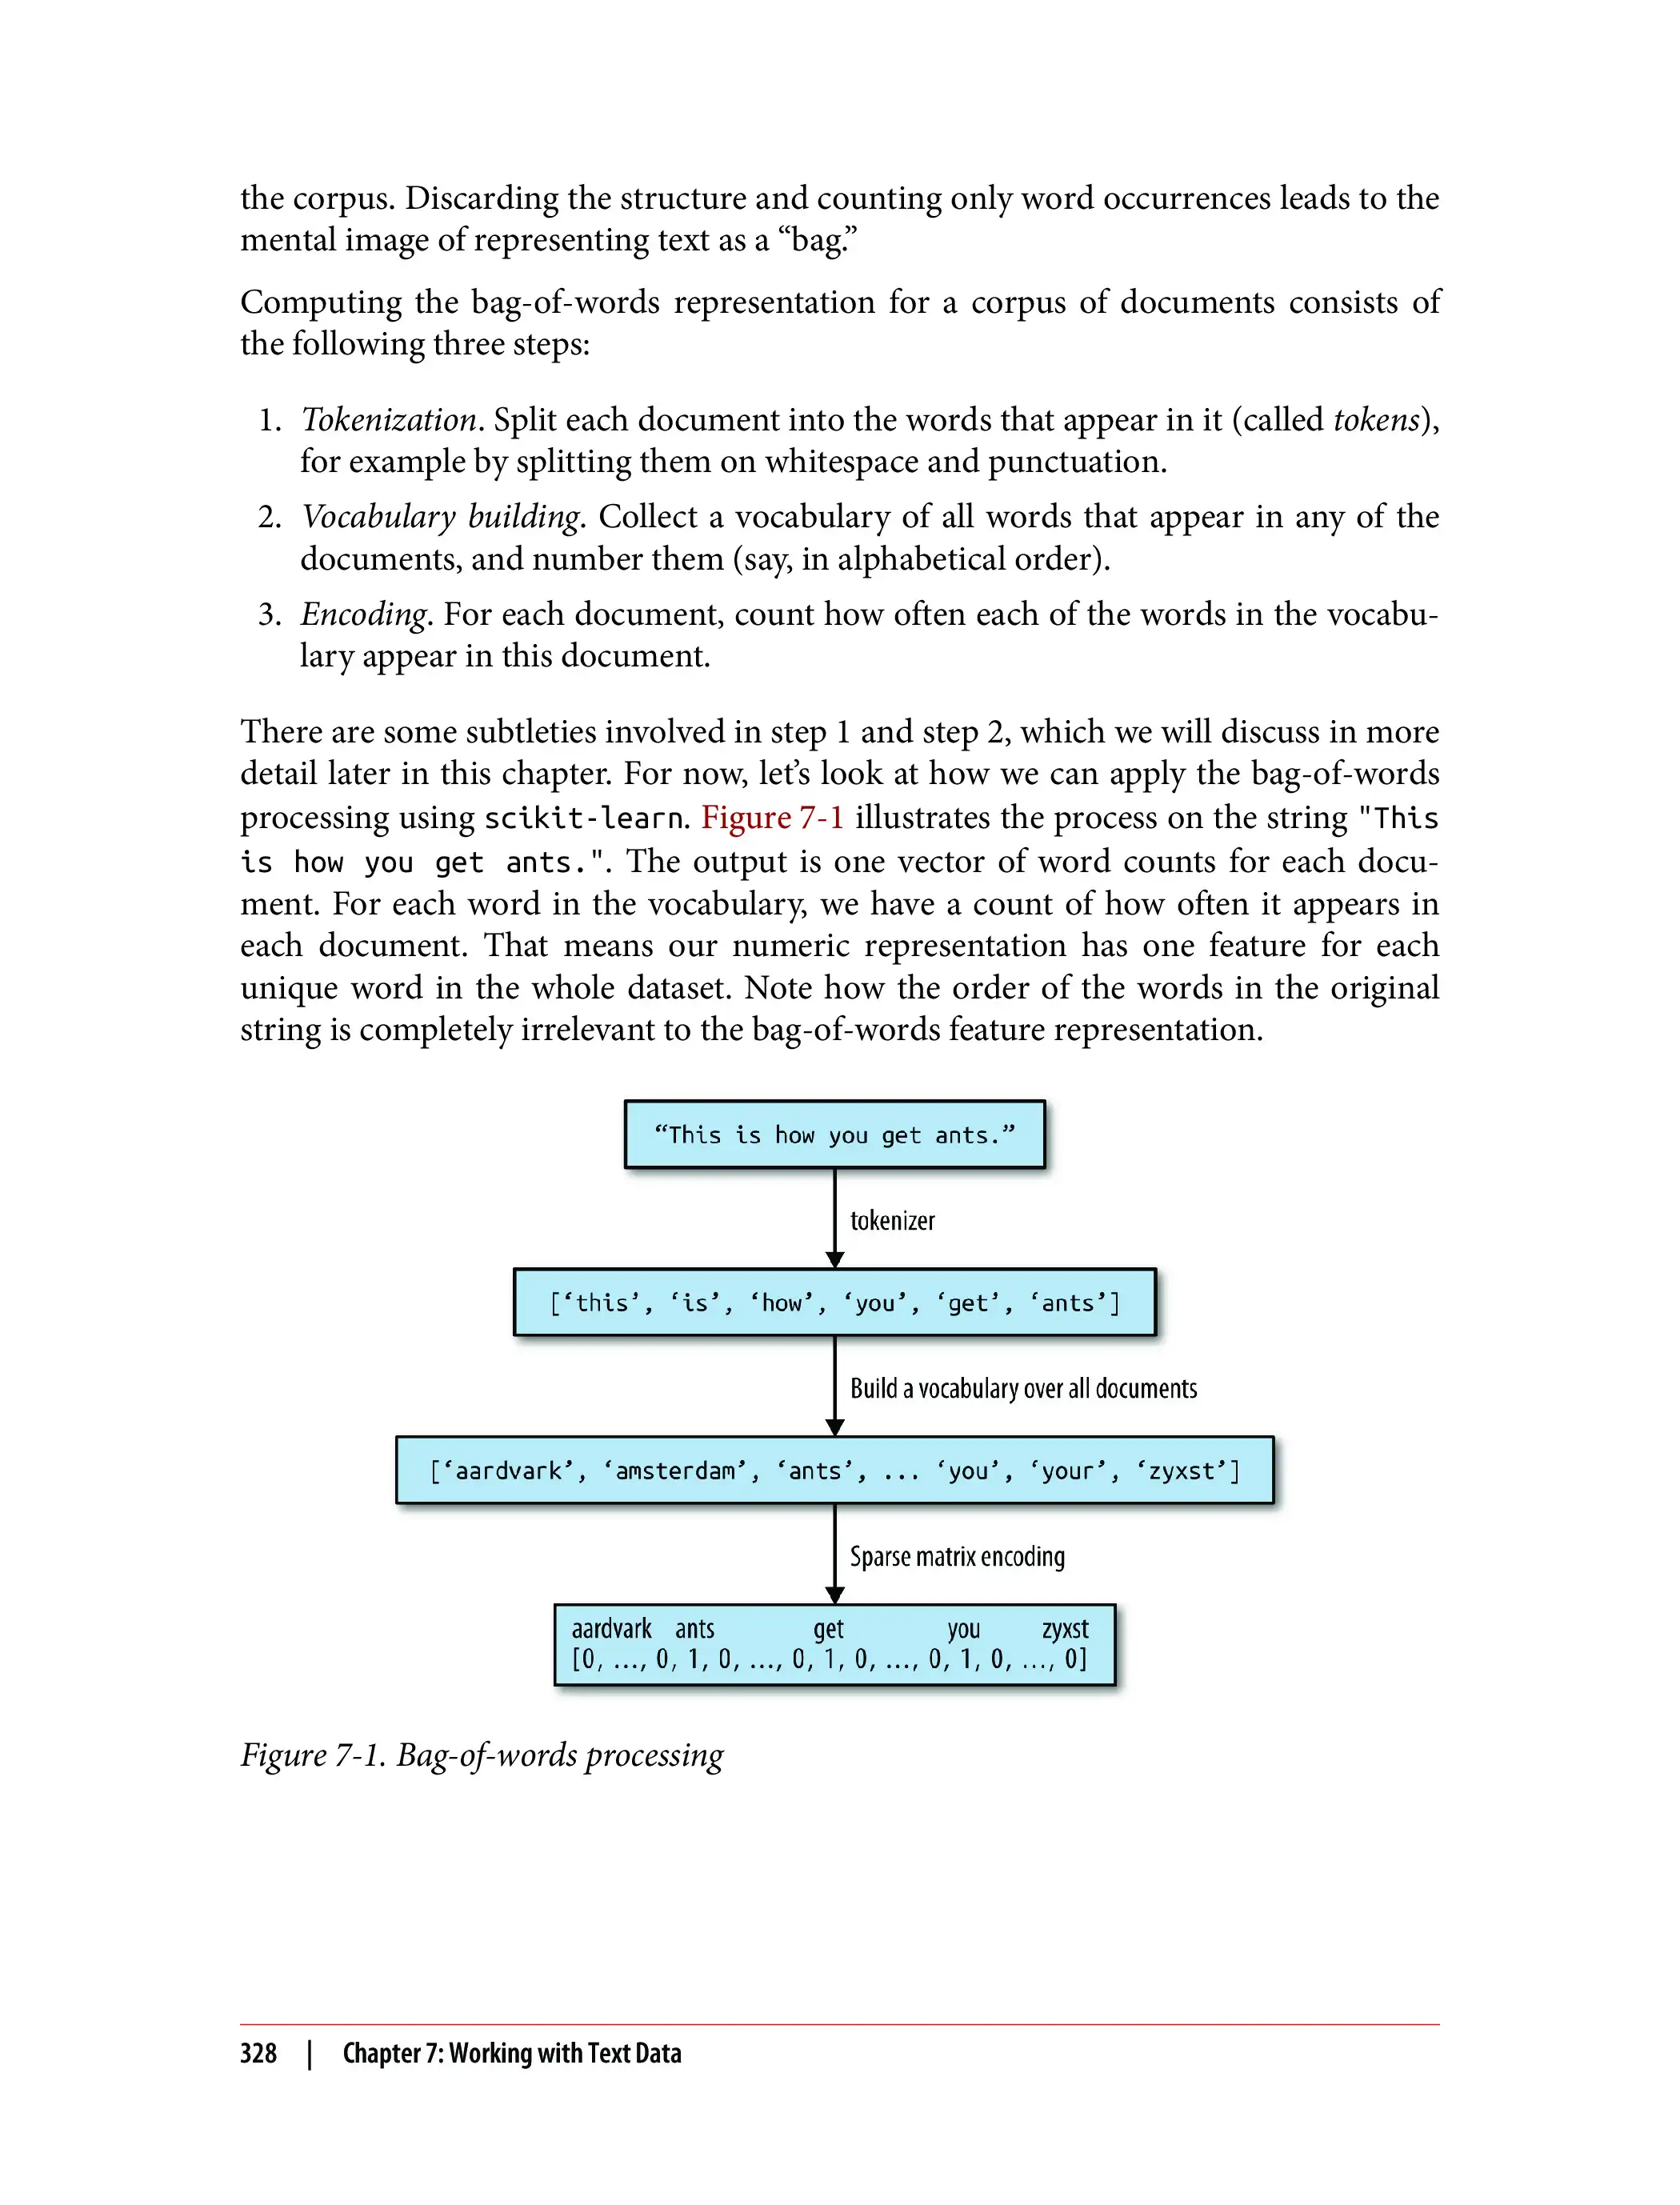 the corpus. Discarding the structure and counting only word occurrences leads to the
mental image of representing text as a “bag.”
Computing the bag-of-words representation for a corpus of documents consists of
the following three steps:
1. Tokenization. Split each document into the words that appear in it (called tokens),
for example by splitting them on whitespace and punctuation.
2. Vocabulary building. Collect a vocabulary of all words that appear in any of the
documents, and number them (say, in alphabetical order).
3. Encoding. For each document, count how often each of the words in the vocabu-
lary appear in this document.
There are some subtleties involved in step 1 and step 2, which we will discuss in more
detail later in this chapter. For now, let’s look at how we can apply the bag-of-words
processing using scikit-learn. Figure 7-1 illustrates the process on the string "This
is how you get ants.". The output is one vector of word counts for each docu-
ment. For each word in the vocabulary, we have a count of how often it appears in
each document. That means our numeric representation has one feature for each
unique word in the whole dataset. Note how the order of the words in the original
string is completely irrelevant to the bag-of-words feature representation.
“This is how you get ants.”
tokenizer
[‘this’, ‘is’, ‘how’, ‘you’, ‘get’, ‘ants’]
Build a vocabulary over all documents
[‘aardvark’, ‘amsterdam’, ‘ants’, ... ‘you’, ‘your’, ‘zyxst’]
Sparse matrix encoding
aardvark ants get you zyxst
[0, ..., 0, 1, 0, ..., 0, 1, 0, ..., 0, 1, 0, ..., 0]
Figure 7-1. Bag-of-words processing
328 | Chapter 7: Working with Text Data